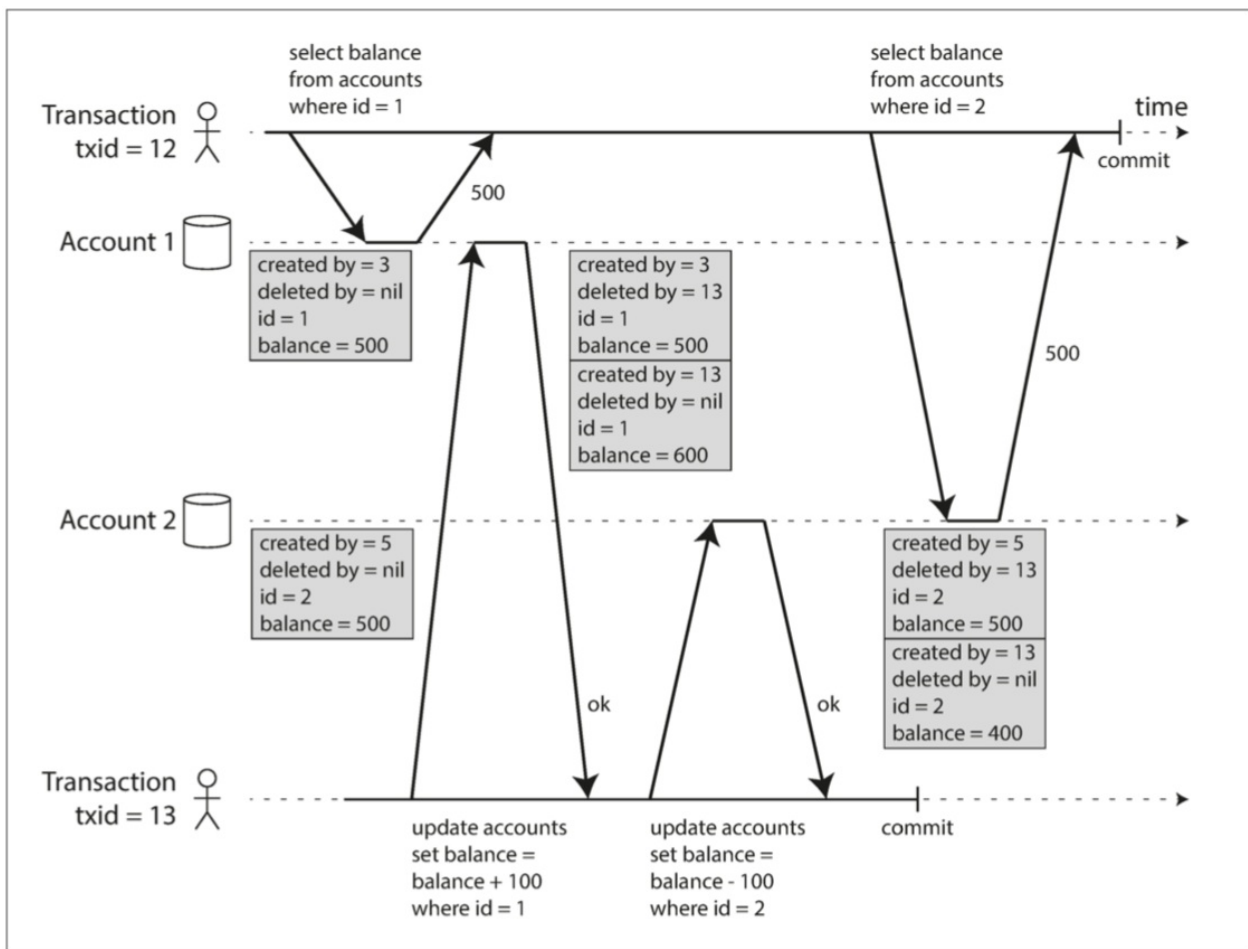 select balance
from accounts
where id = 1
select balance
from accounts
where id = 2
time
Transaction
txid = 12
commit
500
Account 1
created by = 3
deleted by = nil
id = 1
balance = 500
created by = 3
deleted by = 13
id = 1
balance = 500
created by = 13
deleted by = nil
id = 1
balance = 600
500
Account 2
created by = 5
deleted by = nil
id = 2
balance = 500
created by = 5
deleted by = 13
id = 2
balance = 500
created by = 13
deleted by = nil
id = 2
balance = 400
ok
ok
Transaction
txid = 13
update accounts
set balance =
balance + 100
where id = 1
update accounts
set balance =
balance - 100
where id = 2
commit